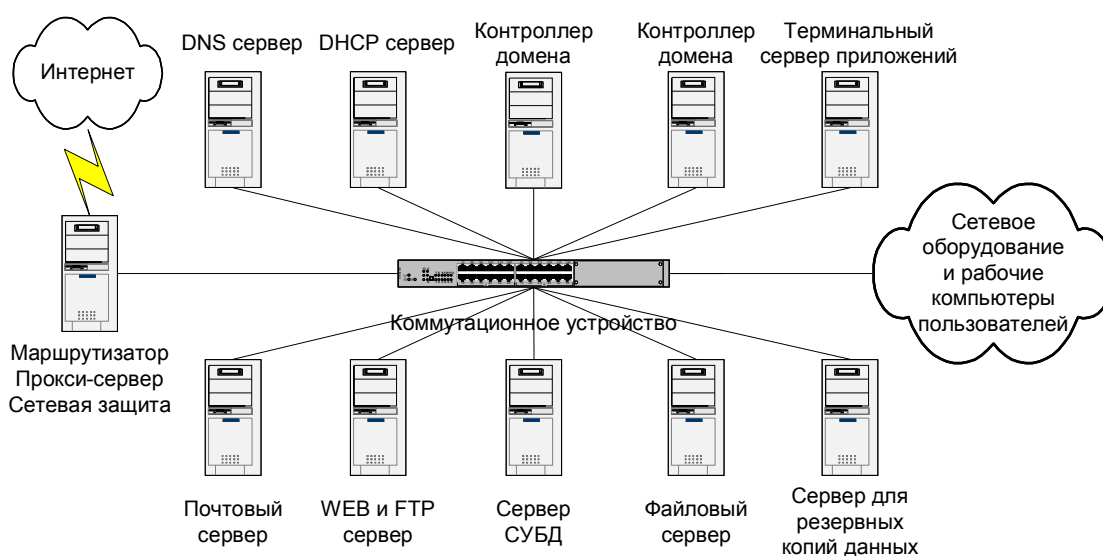 DNS сервер
DHCP сервер
Контроллер
домена
Контроллер
домена
Терминальный
сервер приложений
Интернет
Сетевое
оборудование
и рабочие
компьютеры
пользователей
Коммутационное устройство
Маршрутизатор
Прокси-сервер
Сетевая защита
Почтовый
сервер
WEB и FTP
сервер
Сервер
СУБД
Файловый
сервер
Сервер для
резервных
копий данных